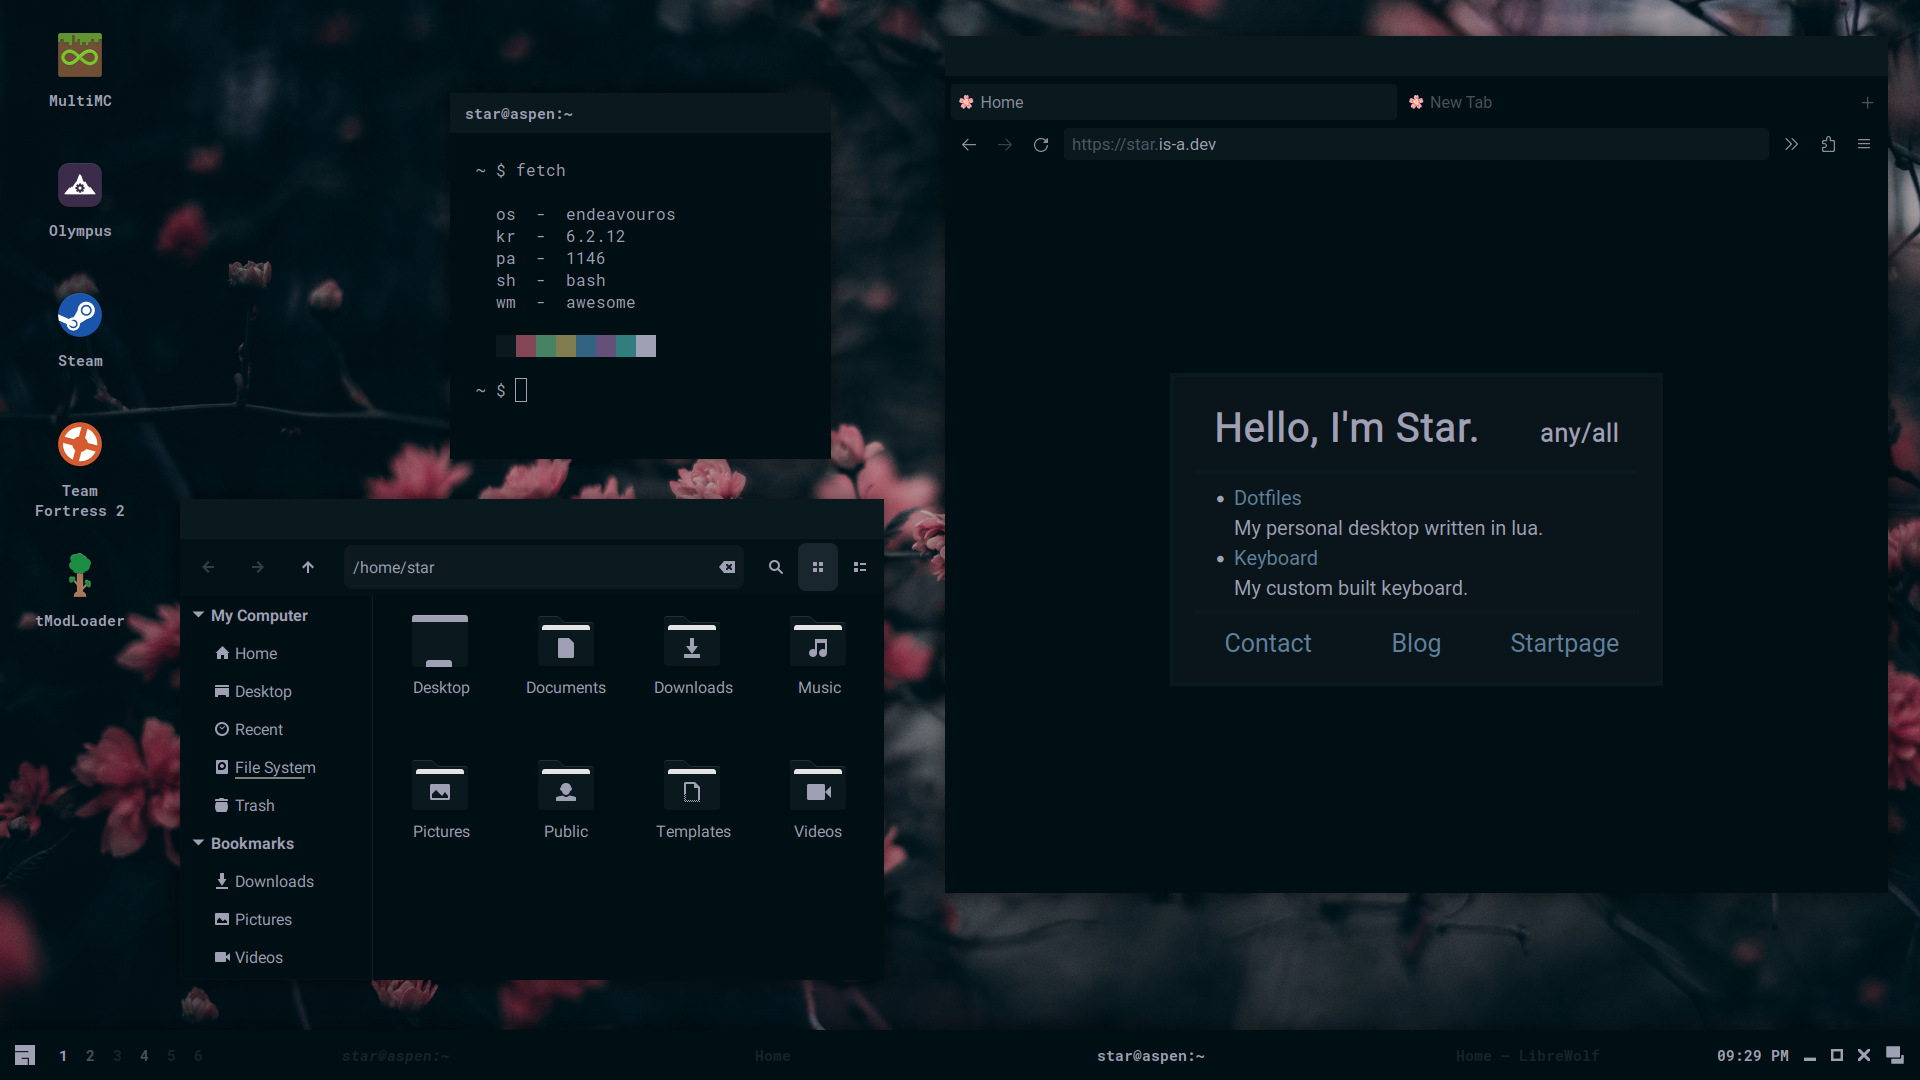 MultiMC
Olympus
Steam
Team
Fortress 2
tModLoader
star@aspen:~
~ $ fetch
os - endeavouros
kr - 6.2.12
pa - 1146
sh - bash
wm - awesome
~ $
/home/star
My Computer
Home
Desktop
Recent
File System
Trash
Bookmarks
Downloads
Pictures
Videos
Desktop Documents Downloads Music
Pictures Public Templates Videos
Home New Tab
https://star.is-a.dev
Hello, I'm Star. any/all
Dotfiles
My personal desktop written in lua.
Keyboard
My custom built keyboard.
Contact Blog Startpage
1 2 3 4 5 6 star@aspen:~ Home star@aspen:~ Home — LibreWolf 09:29 PM